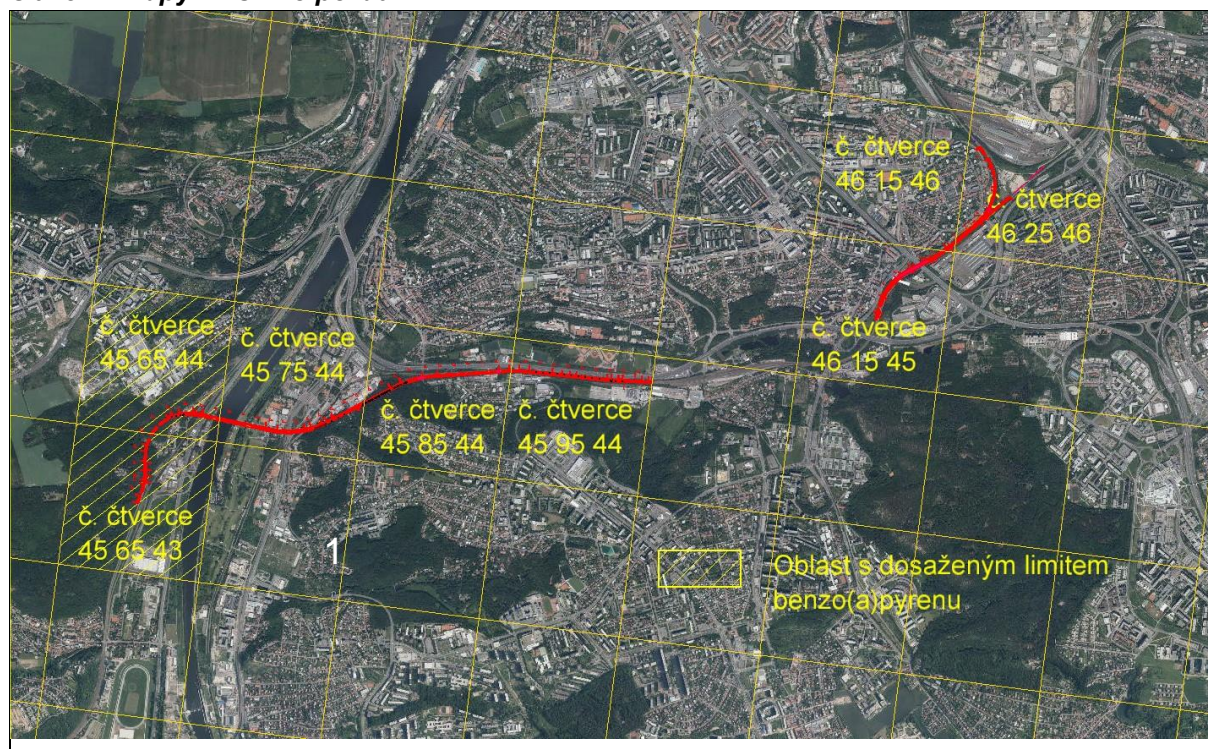 č. čtverce
46 15 46
č. čtverce
46 25 46
č. čtverce
45 65 44
č. čtverce
45 75 44
č. čtverce
46 15 45
č. čtverce
45 85 44
č. čtverce
45 95 44
č. čtverce
45 65 43
1
Oblast s dosaženým limitem
benzo(a)pyrenu